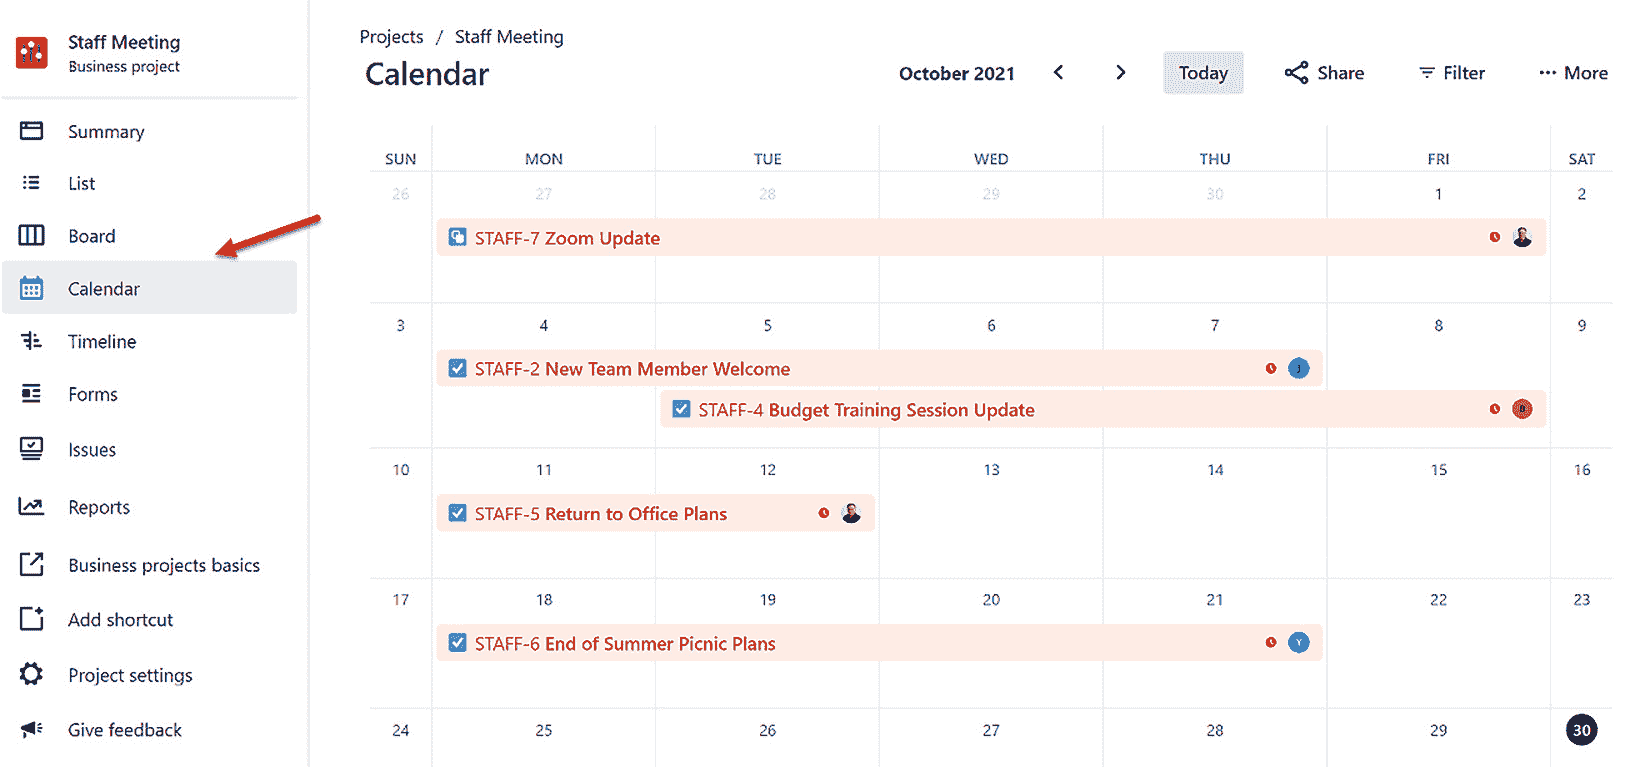 Staff Meeting
Business project
Summary
List
Board
Calendar
Timeline
Forms
Issues
Reports
Business projects basics
Add shortcut
Project settings
Give feedback
Projects / Staff Meeting
Calendar
October 2021 Today Share Filter More
SUN MON TUE WED THU FRI SAT
26 27 28 29 30 1 2
STAFF-7 Zoom Update
3 4 5 6 7 8 9
STAFF-2 New Team Member Welcome J
STAFF-4 Budget Training Session Update B
10 11 12 13 14 15 16
STAFF-5 Return to Office Plans
17 18 19 20 21 22 23
STAFF-6 End of Summer Picnic Plans Y
24 25 26 27 28 29 30